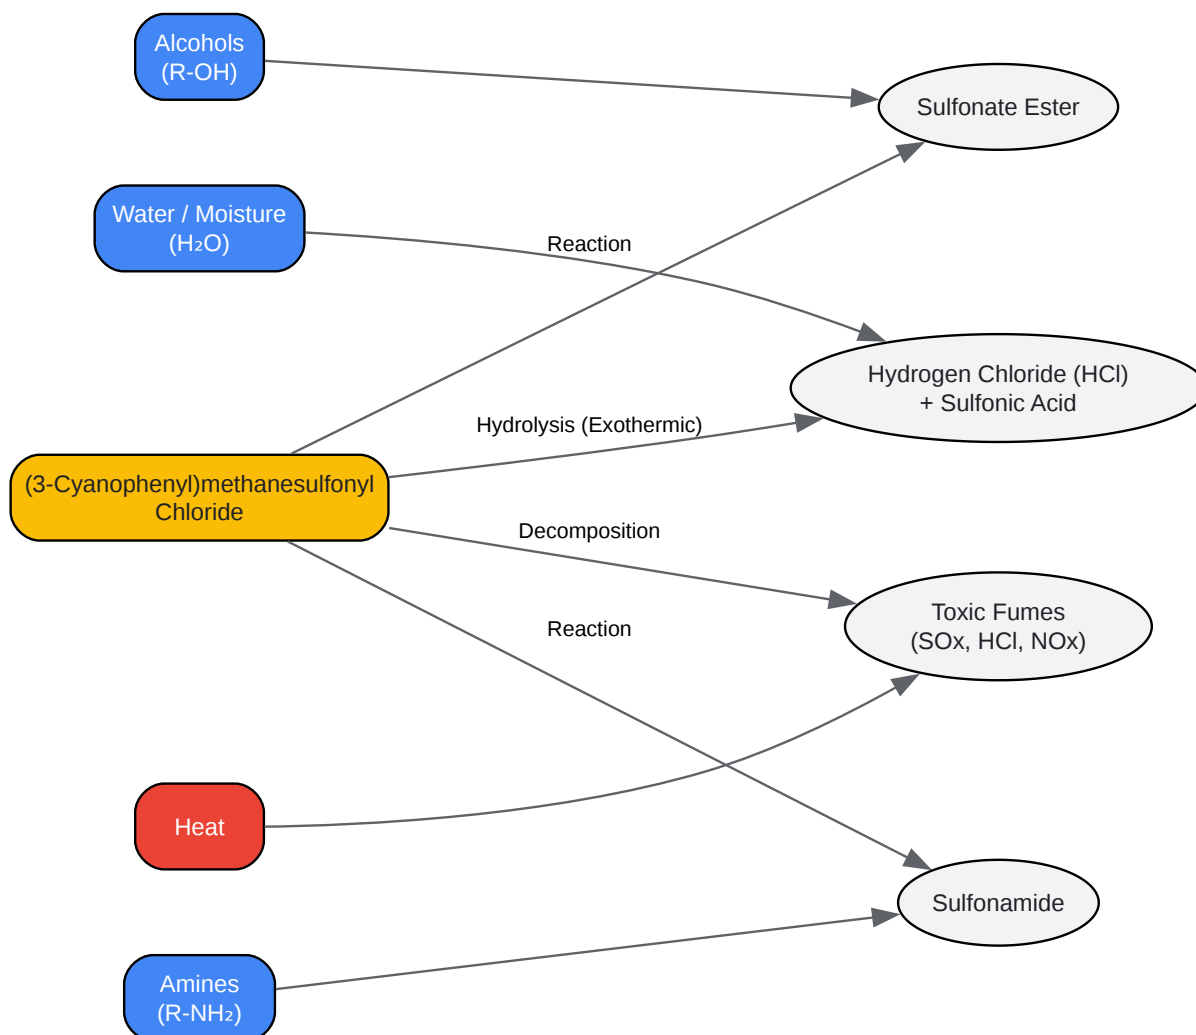 Alcohols
(R-OH)
Sulfonate Ester
Water / Moisture
(H₂O)
Reaction
Hydrogen Chloride (HCl)
+ Sulfonic Acid
Hydrolysis (Exothermic)
(3-Cyanophenyl)methanesulfonyl
Chloride
Decomposition
Toxic Fumes
(SOx, HCl, NOx)
Reaction
Heat
Sulfonamide
Amines
(R-NH₂)